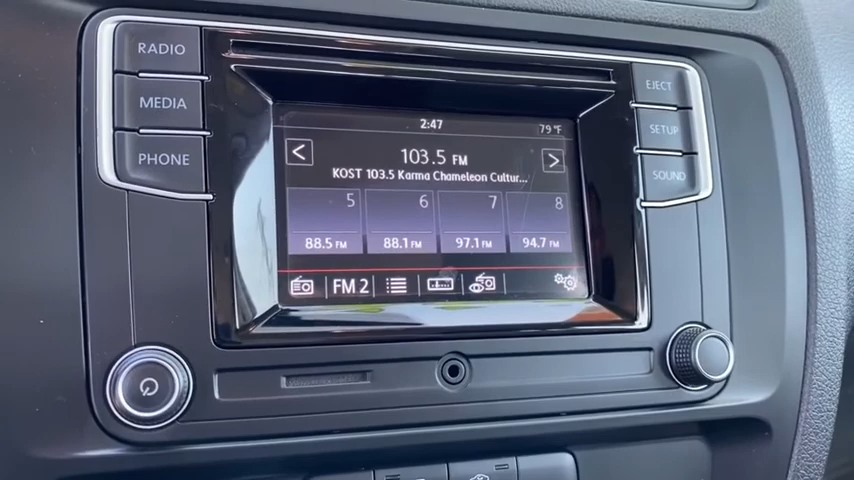 RADIO
MEDIA
PHONE
EJECT
SETUP
SOUND
2:47
79°F
< 103.5 FM >
KOST 103.5 Karma Chameleon Cultur...
5 6 7 8
88.5 FM 88.1 FM 97.1 FM 94.7 FM
FM 2